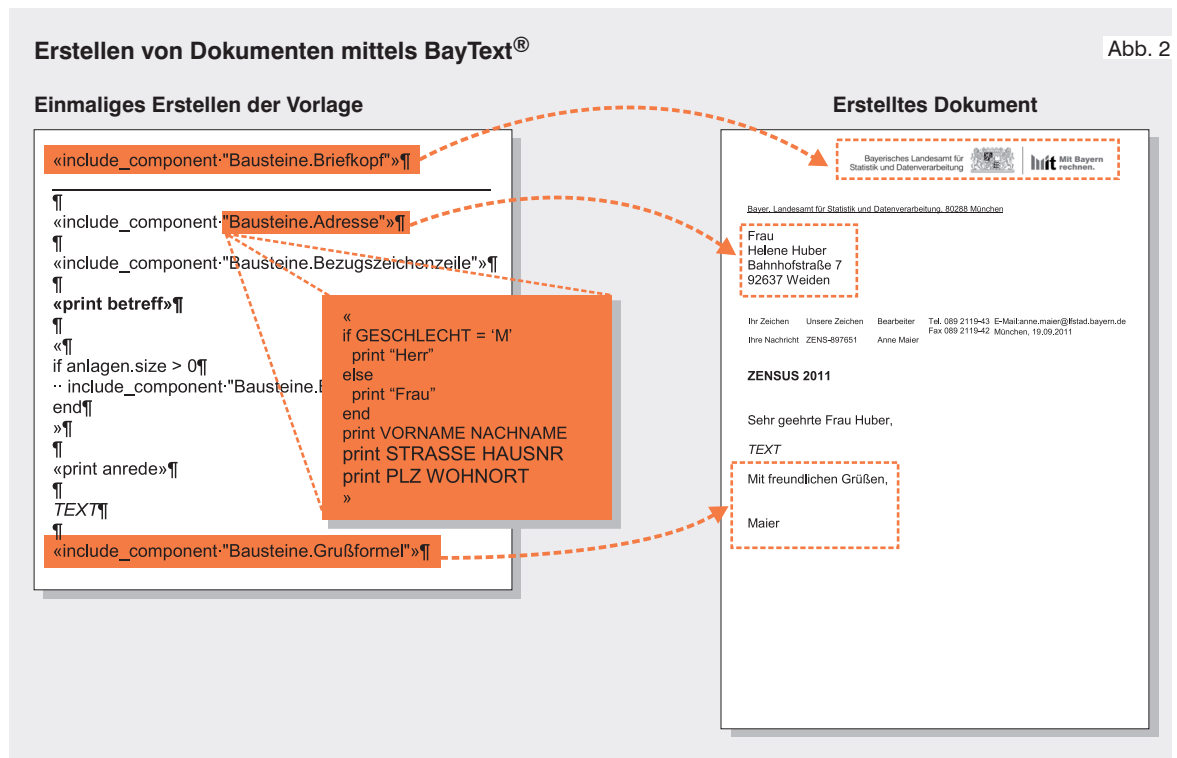 Erstellen von Dokumenten mittels BayText®
Abb. 2
Einmaliges Erstellen der Vorlage
«include_component·"Bausteine.Briefkopf"»¶
¶
«include_component·"Bausteine.Adresse"»¶
¶
«include_component·"Bausteine.Bezugszeichenzeile"»¶
¶
«print betreff»¶
¶
«¶
if anlagen.size > 0¶
·· include_component·"Bausteine.
end¶
»¶
¶
«print anrede»¶
¶
TEXT¶
¶
«include_component·"Bausteine.Grußformel"»¶
«
if GESCHLECHT = ‘M’
print “Herr”
else
print “Frau”
end
print VORNAME NACHNAME
print STRASSE HAUSNR
print PLZ WOHNORT
»
Erstelltes Dokument
Bayerisches Landesamt für
Statistik und Datenverarbeitung
mit Mit Bayern
rechnen.
Bayer. Landesamt für Statistik und Datenverarbeitung, 80288 München
Frau
Helene Huber
Bahnhofstraße 7
92637 Weiden
Ihr Zeichen Unsere Zeichen Bearbeiter Tel. 089 2119-43 E-Mail:anne.maier@lfstad.bayern.de
Fax 089 2119-42 München, 19.09.2011
Ihre Nachricht ZENS-897651 Anne Maier
ZENSUS 2011
Sehr geehrte Frau Huber,
TEXT
Mit freundlichen Grüßen,
Maier